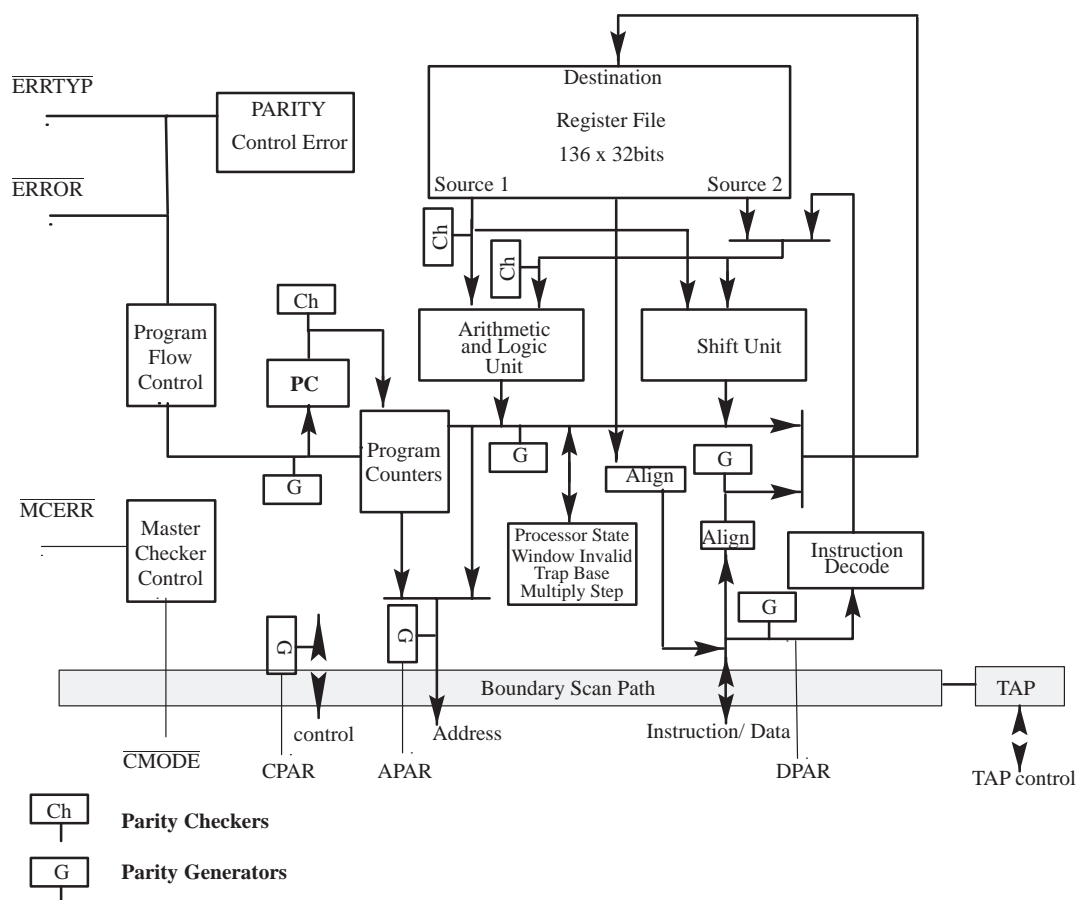 Destination
ERRTYP
PARITY
Control Error
Register File
136 x 32bits
ERROR
Source 1
Source 2
Ch
Ch
Ch
Program
Flow
Control
PC
Arithmetic
and Logic
Unit
Shift Unit
Program
Counters
G
G
G
Align
MCERR
Master
Checker
Control
Processor State
Window Invalid
Trap Base
Multiply Step
Align
Instruction
Decode
G
G
G
Boundary Scan Path
TAP
control
Address
Instruction/ Data
CMODE
CPAR
APAR
DPAR
TAP control
Ch
Parity Checkers
G
Parity Generators